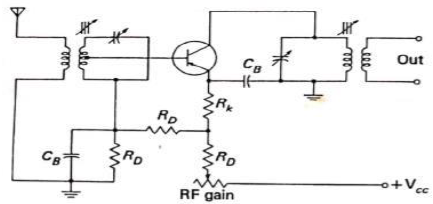 C_B
Out
R_k
R_D
C_B
R_D
R_D
RF gain
+V_cc